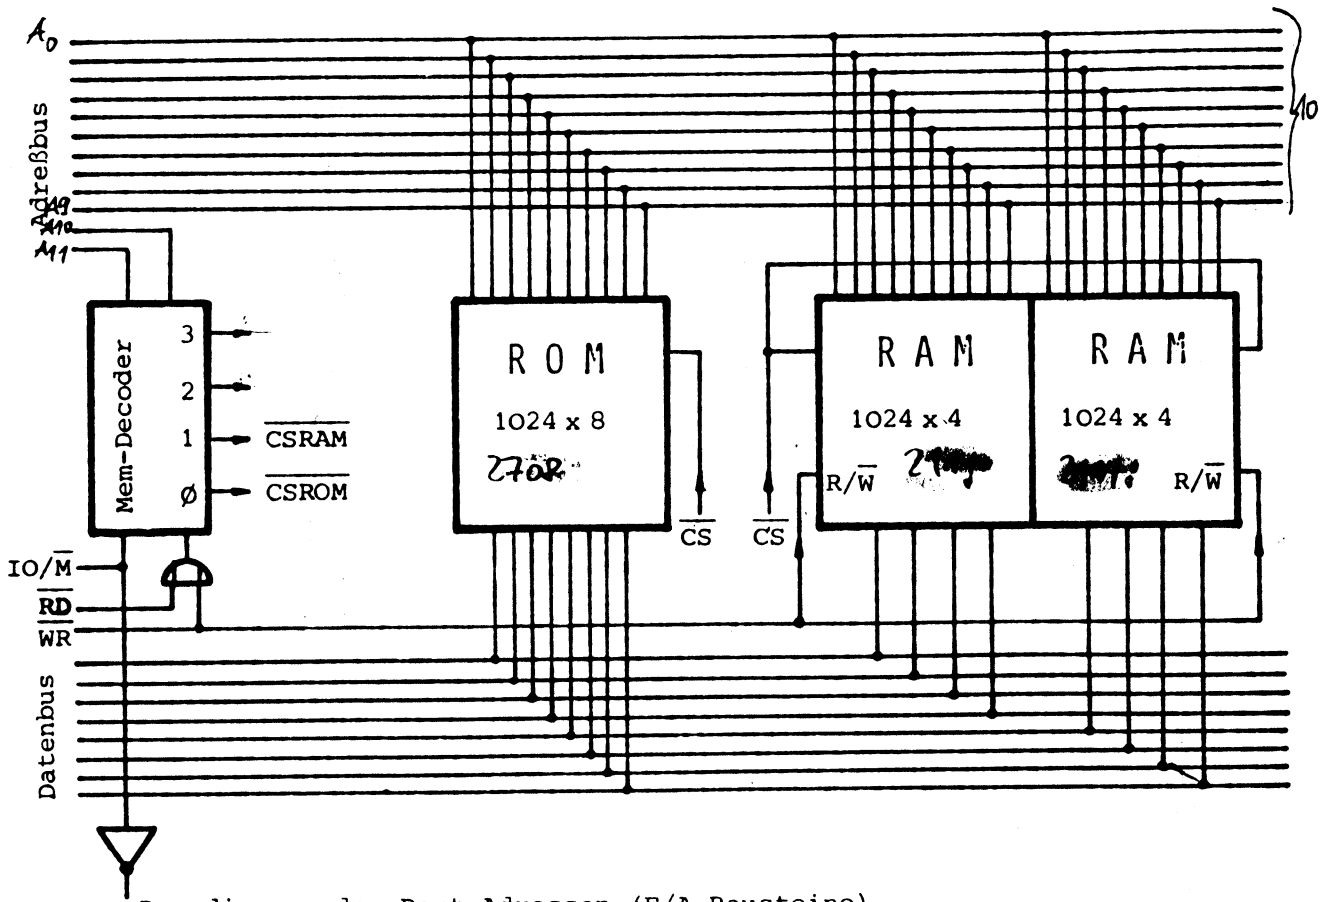 A0
10
Adreßbus
A9
A10
A11
Mem-Decoder
3
2
1
Ø
CSRAM
CSROM
ROM
1024 x 8
2708
CS
CS
RAM
1024 x 4
R/W
RAM
1024 x 4
R/W
IO/M
RD
WR
Datenbus